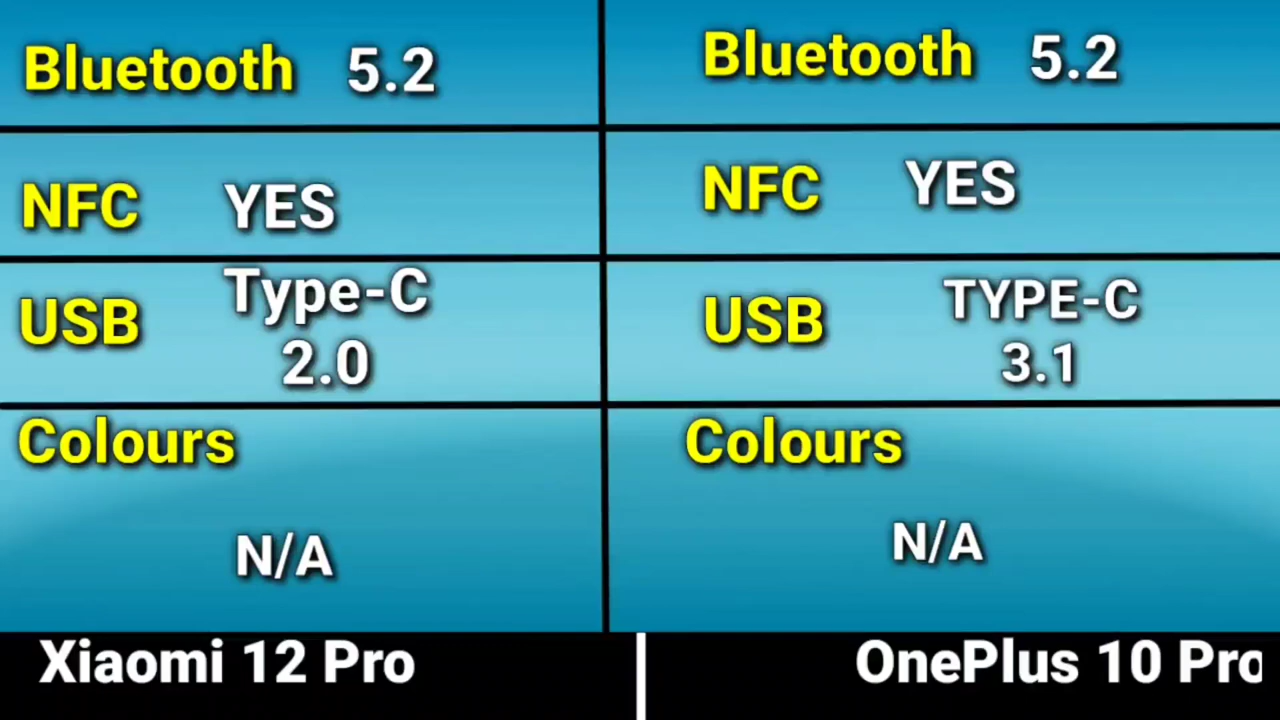 Bluetooth 5.2
NFC YES
USB Type-C
2.0
Colours
N/A
Xiaomi 12 Pro
Bluetooth 5.2
NFC YES
USB TYPE-C
3.1
Colours
N/A
OnePlus 10 Pro